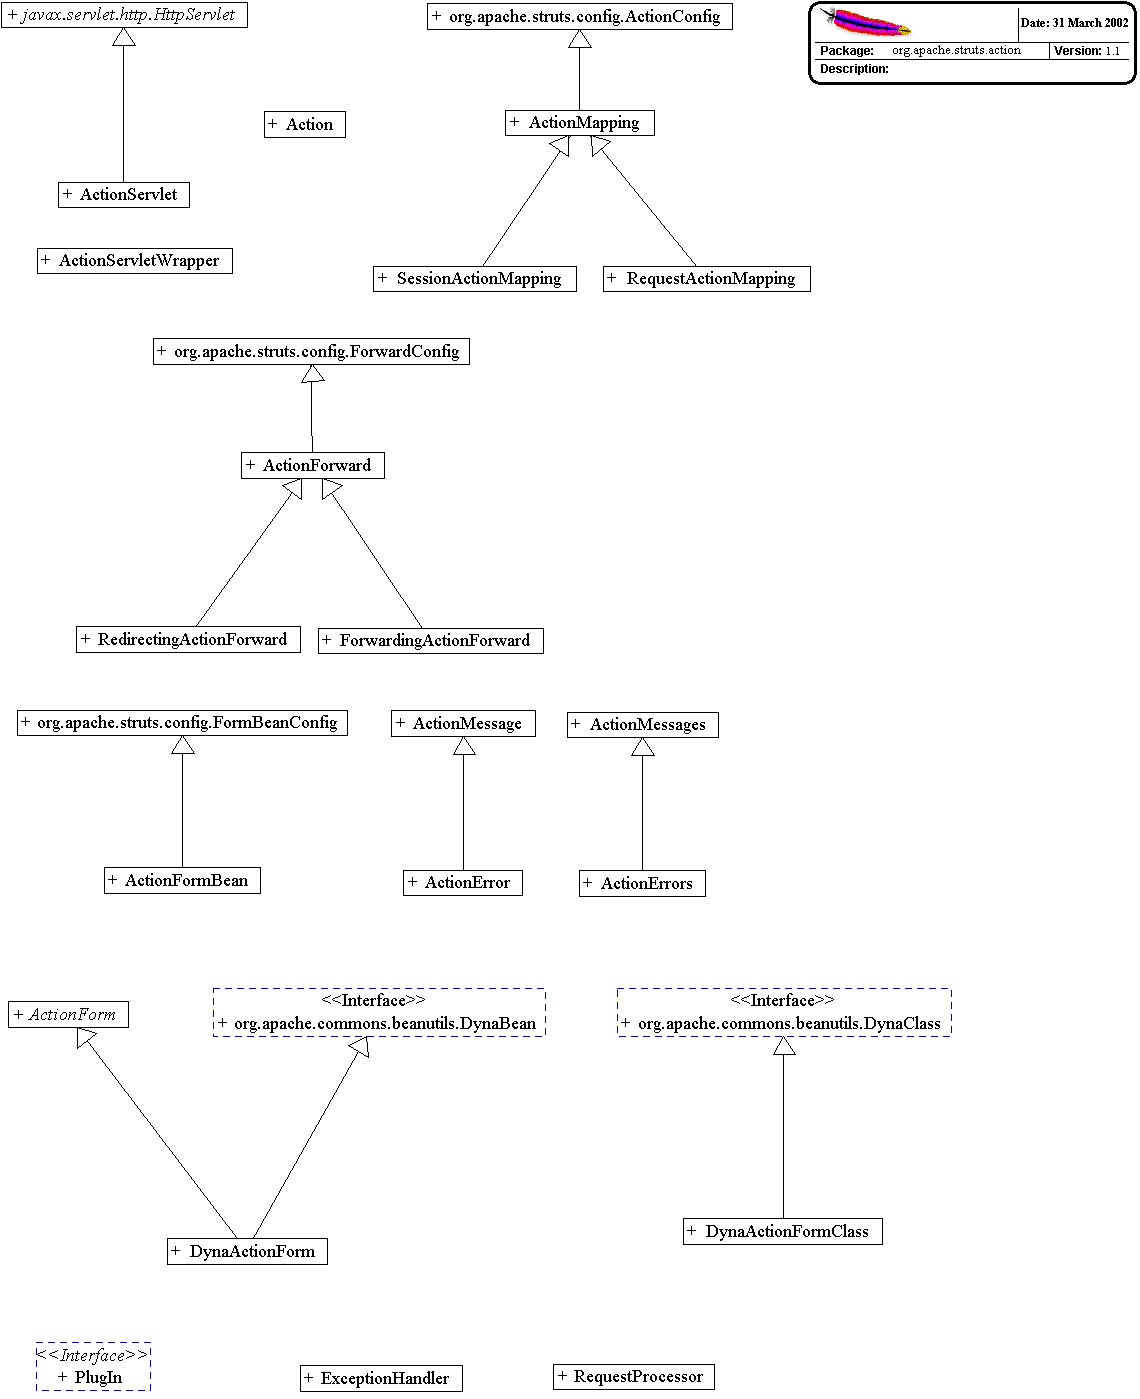 + javax.servlet.http.HttpServlet
+ org.apache.struts.config.ActionConfig
Date: 31 March 2002
Package: org.apache.struts.action
Version: 1.1
Description:
+ Action
+ ActionMapping
+ ActionServlet
+ ActionServletWrapper
+ SessionActionMapping
+ RequestActionMapping
+ org.apache.struts.config.ForwardConfig
+ ActionForward
+ RedirectingActionForward
+ ForwardingActionForward
+ org.apache.struts.config.FormBeanConfig
+ ActionMessage
+ ActionMessages
+ ActionFormBean
+ ActionError
+ ActionErrors
+ ActionForm
<<Interface>>
+ org.apache.commons.beanutils.DynaBean
<<Interface>>
+ org.apache.commons.beanutils.DynaClass
+ DynaActionForm
+ DynaActionFormClass
<<Interface>>
+ PlugIn
+ ExceptionHandler
+ RequestProcessor